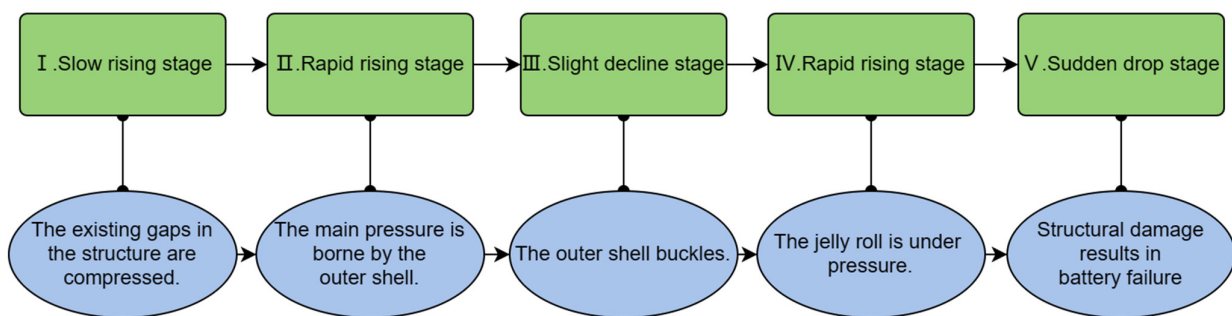 Ⅰ.Slow rising stage
Ⅱ.Rapid rising stage
Ⅲ.Slight decline stage
Ⅳ.Rapid rising stage
Ⅴ.Sudden drop stage
The existing gaps in
the structure are
compressed.
The main pressure is
borne by the
outer shell.
The outer shell buckles.
The jelly roll is under
pressure.
Structural damage
results in
battery failure